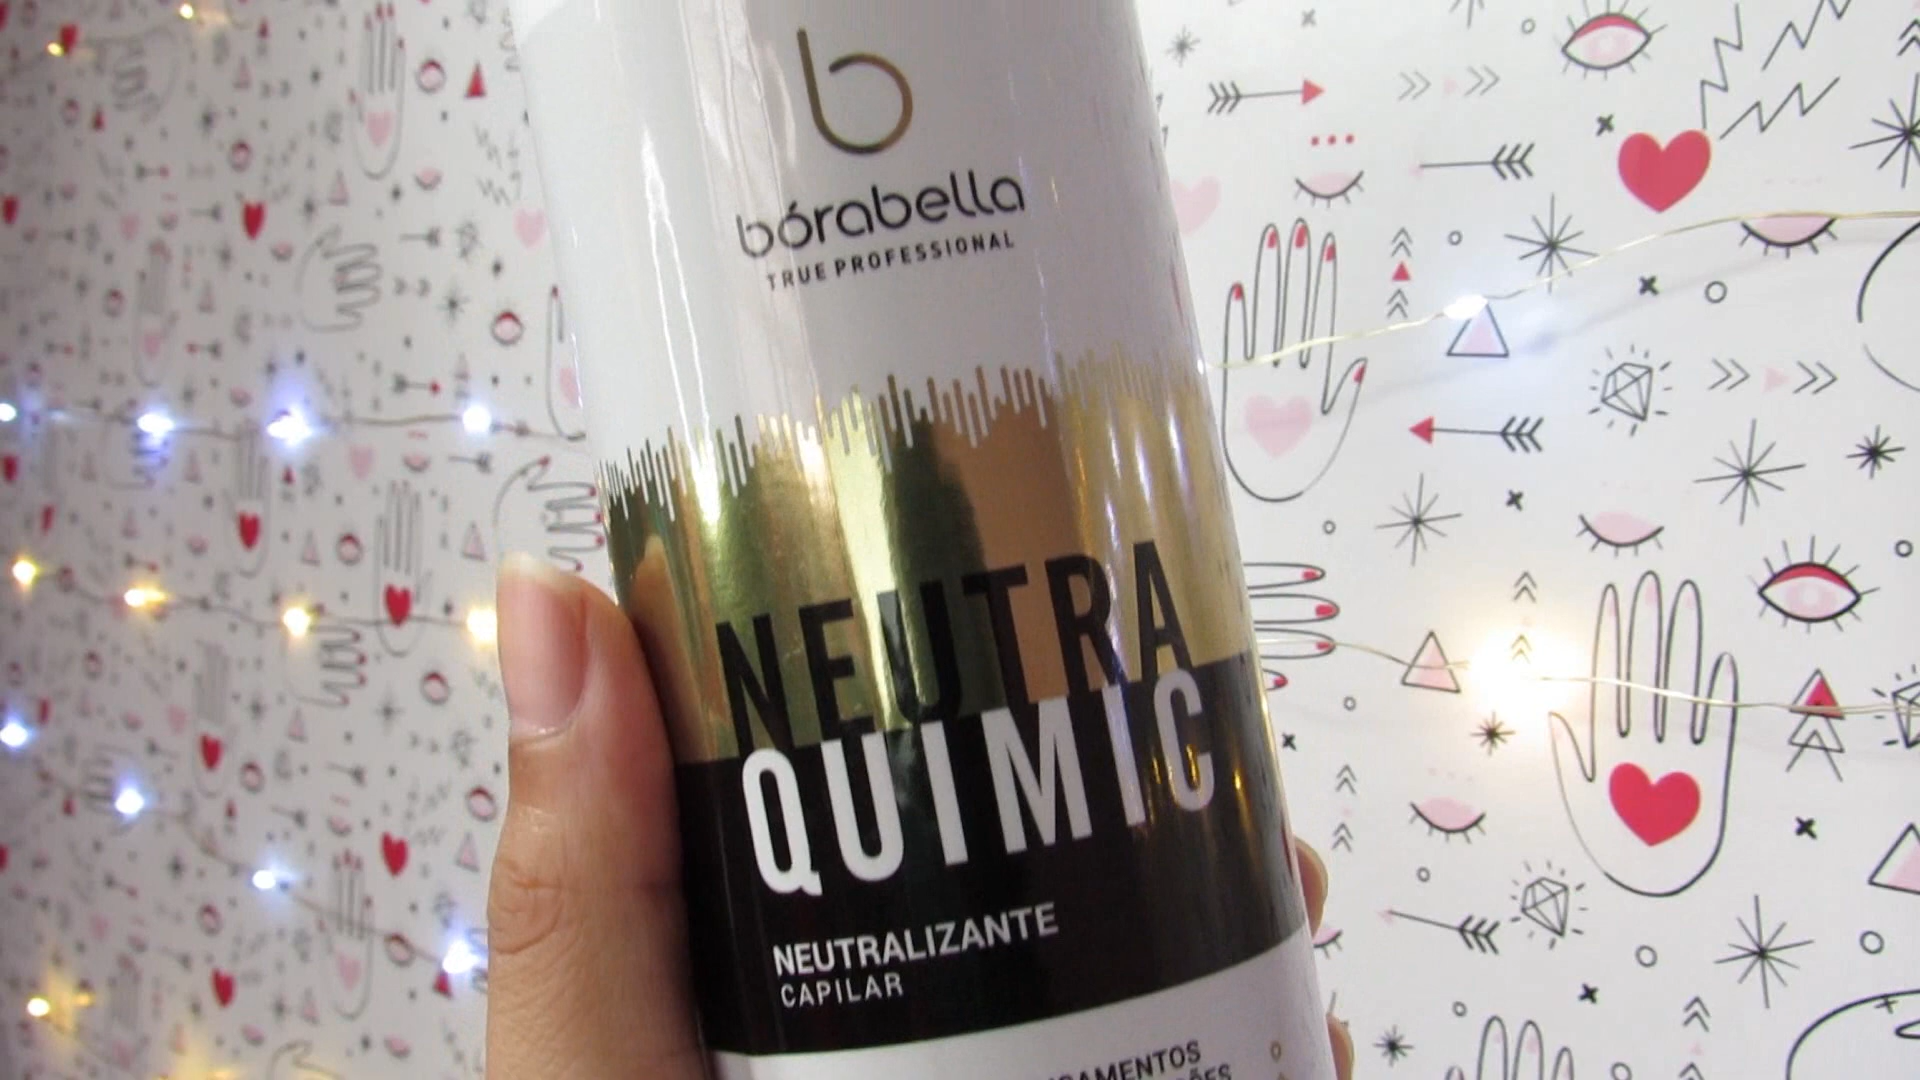 b
bórabella
TRUE PROFESSIONAL
NEUTRA
QUIMIC
NEUTRALIZANTE
CAPILAR